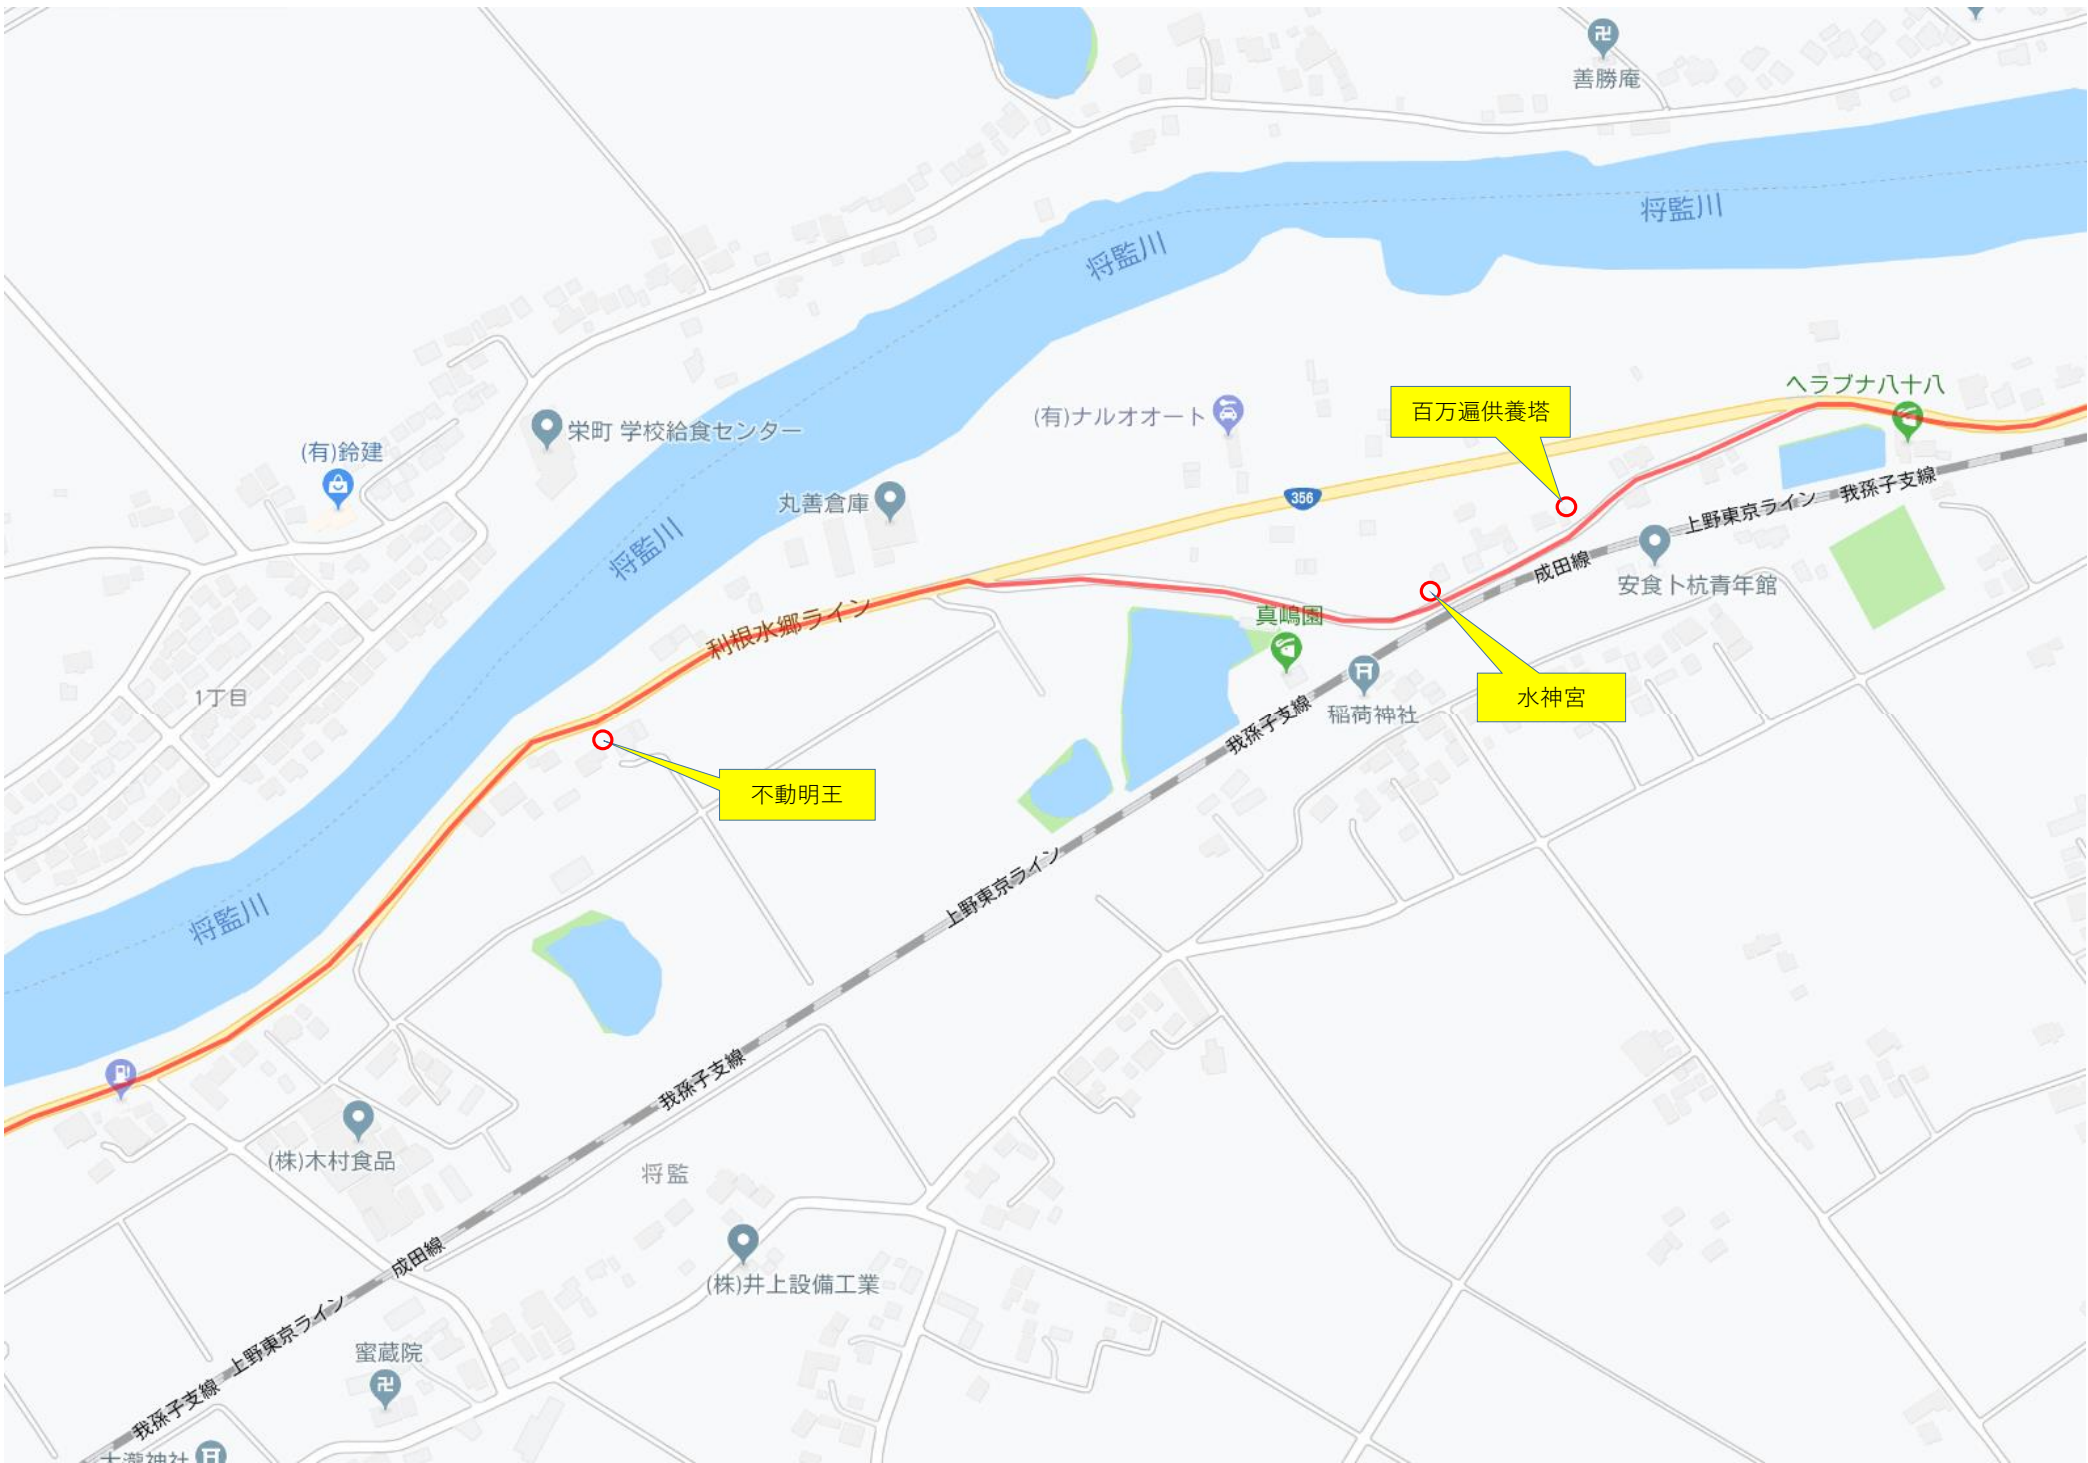 善勝庵
将監川
将監川
ヘラブナ八十八
百万遍供養塔
(有)ナルオオート
栄町 学校給食センター
(有)鈴建
我孫子支線
丸善倉庫
356
上野東京ライン
将監川
成田線
安食卜杭青年館
利根水郷ライン
真嶋園
1丁目
水神宮
稲荷神社
我孫子支線
不動明王
上野東京ライン
将監川
我孫子支線
(株)木村食品
将監
成田線
(株)井上設備工業
上野東京ライン
蜜蔵院
我孫子支線